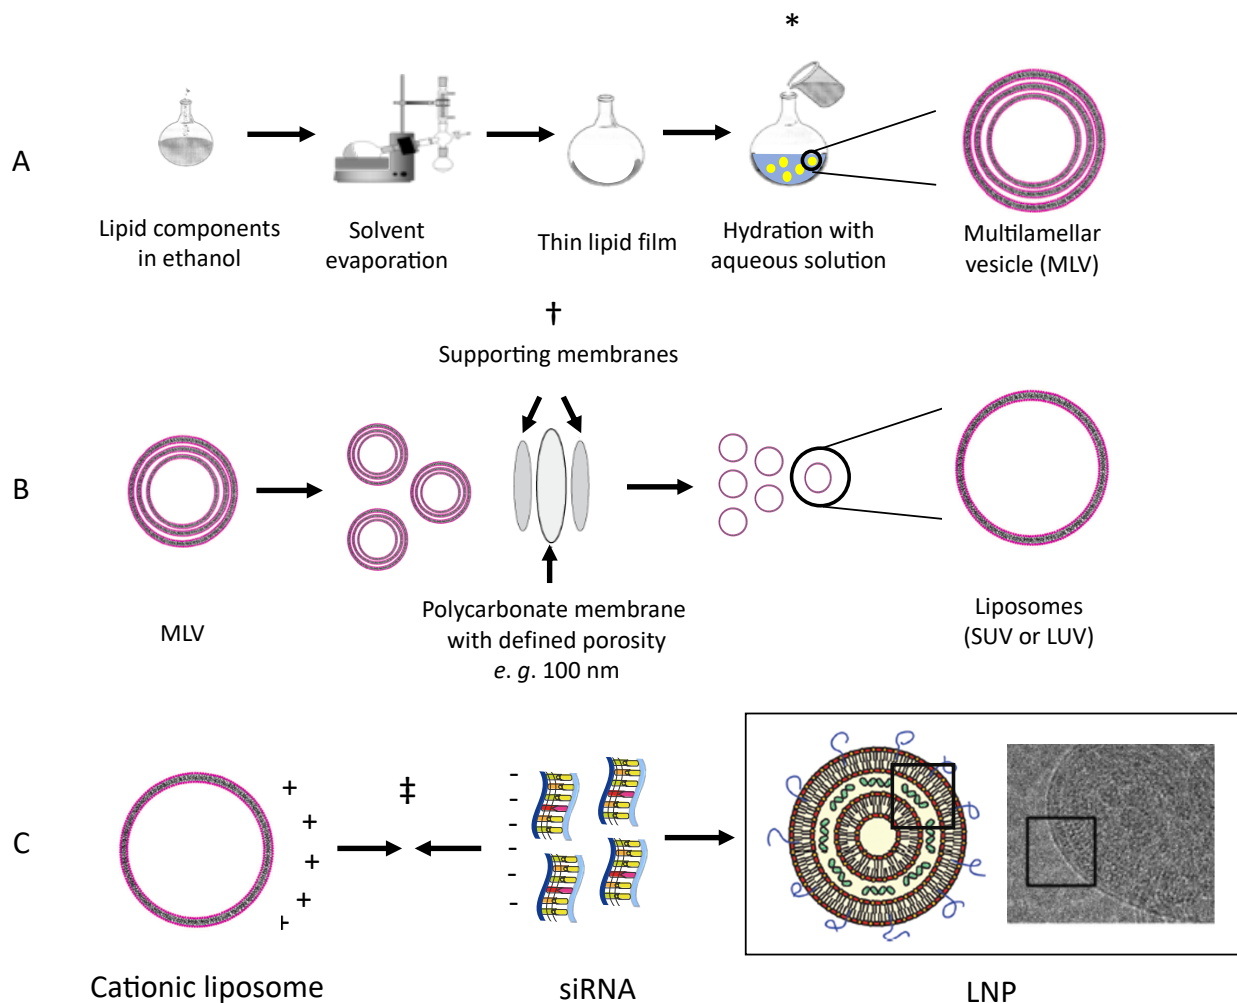 *
A
Lipid components
in ethanol
Solvent
evaporation
Thin lipid film
Hydration with
aqueous solution
Multilamellar
vesicle (MLV)
†
Supporting membranes
B
MLV
Polycarbonate membrane
with defined porosity
e. g. 100 nm
Liposomes
(SUV or LUV)
C
+
+
+
+
+
‡
-
-
-
-
-
-
-
Cationic liposome
siRNA
LNP